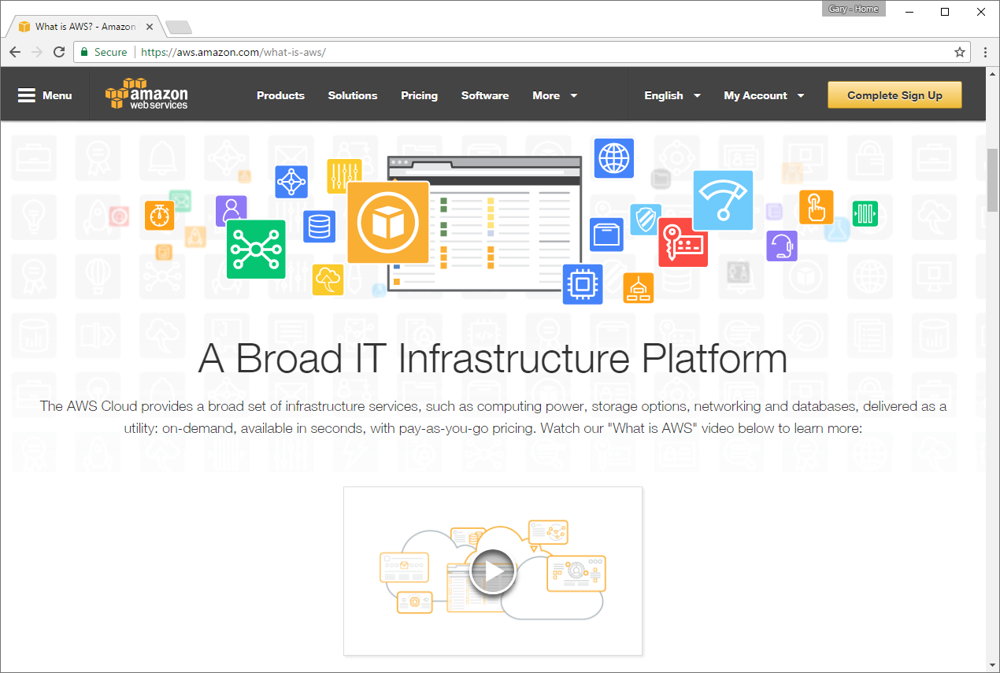 Gary - Home
What is AWS? - Amazon
Secure https://aws.amazon.com/what-is-aws/
Menu
amazon
web services
Products Solutions Pricing Software More
English My Account Complete Sign Up
A Broad IT Infrastructure Platform
The AWS Cloud provides a broad set of infrastructure services, such as computing power, storage options, networking and databases, delivered as a
utility: on-demand, available in seconds, with pay-as-you-go pricing. Watch our "What is AWS" video below to learn more: